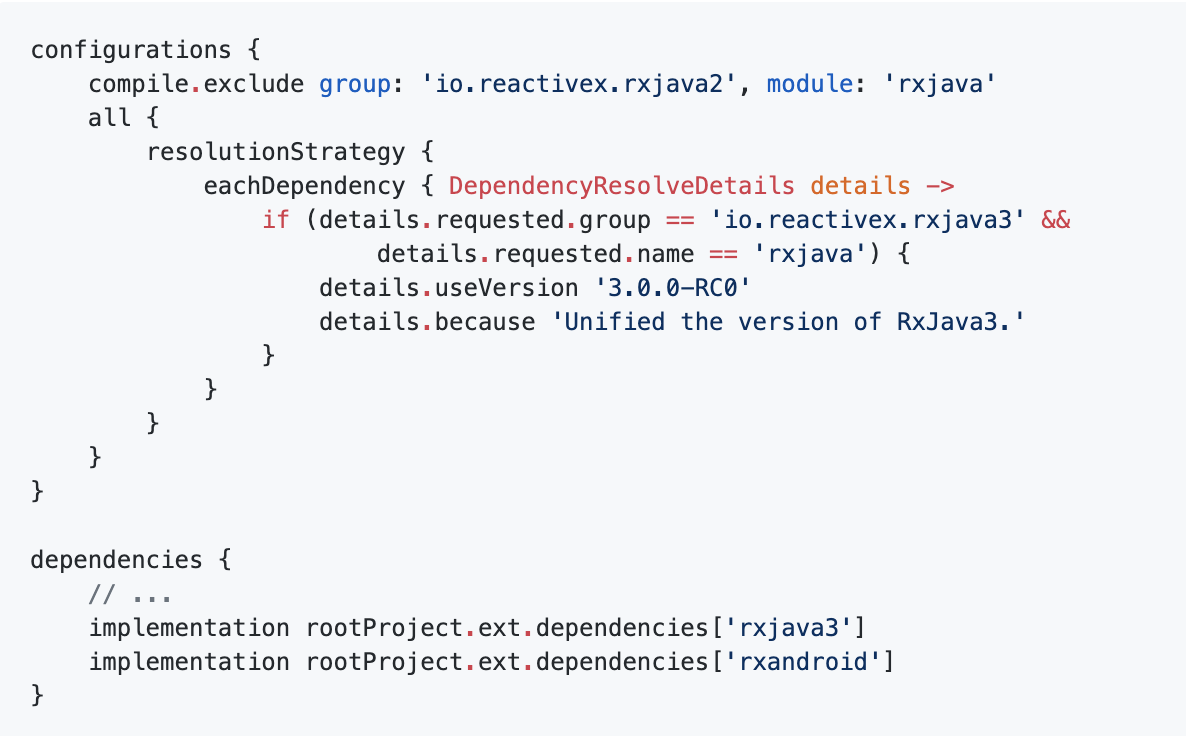 configurations {
    compile.exclude group: 'io.reactivex.rxjava2', module: 'rxjava'
    all {
        resolutionStrategy {
            eachDependency { DependencyResolveDetails details ->
                if (details.requested.group == 'io.reactivex.rxjava3' &&
                        details.requested.name == 'rxjava') {
                    details.useVersion '3.0.0-RC0'
                    details.because 'Unified the version of RxJava3.'
                }
            }
        }
    }
}

dependencies {
    // ...
    implementation rootProject.ext.dependencies['rxjava3']
    implementation rootProject.ext.dependencies['rxandroid']
}